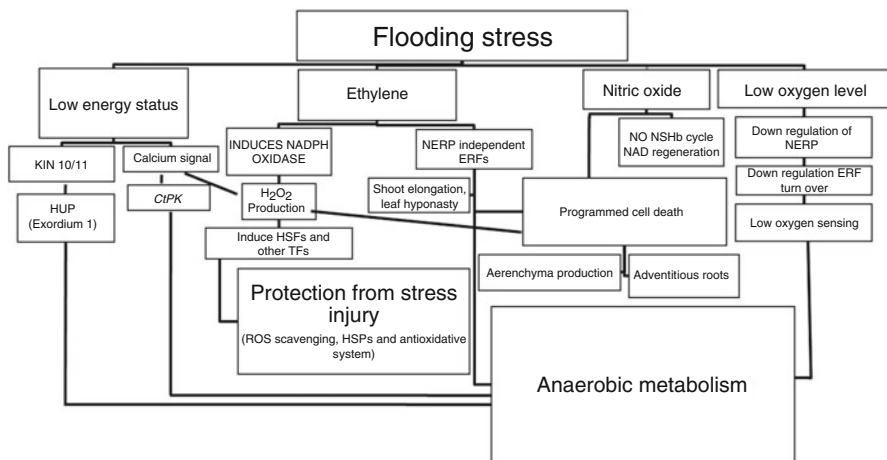 Flooding stress
Low energy status
Ethylene
Nitric oxide
Low oxygen level
KIN 10/11
Calcium signal
INDUCES NADPH
OXIDASE
NERP independent
ERFs
NO NSHb cycle
NAD regeneration
Down regulation of
NERP
HUP
(Exordium 1)
CtPK
H2O2
Production
Shoot elongation,
leaf hyponasty
Programmed cell death
Down regulation ERF
turn over
Induce HSFs and
other TFs
Low oxygen sensing
Aerenchyma production
Adventitious roots
Protection from stress
injury
(ROS scavenging, HSPs and antioxidative
system)
Anaerobic metabolism